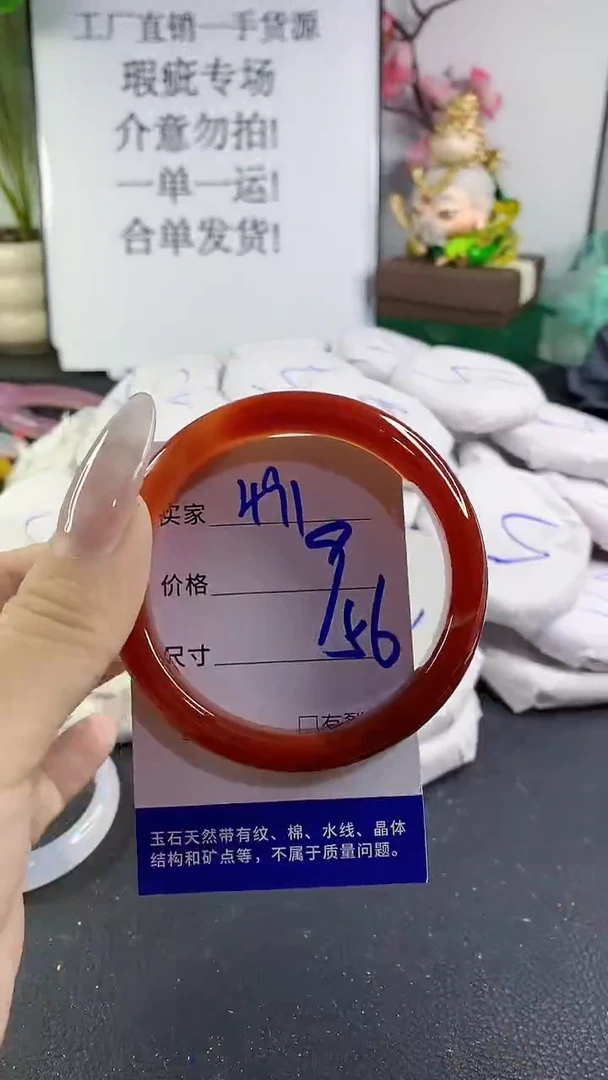 工厂直销一手货源
瑕疵专场
介意勿拍!
一单一运!
合单发货!
买家 491
价格 9
尺寸 56
玉石天然带有纹、棉、水线、晶体
结构和矿点等，不属于质量问题。